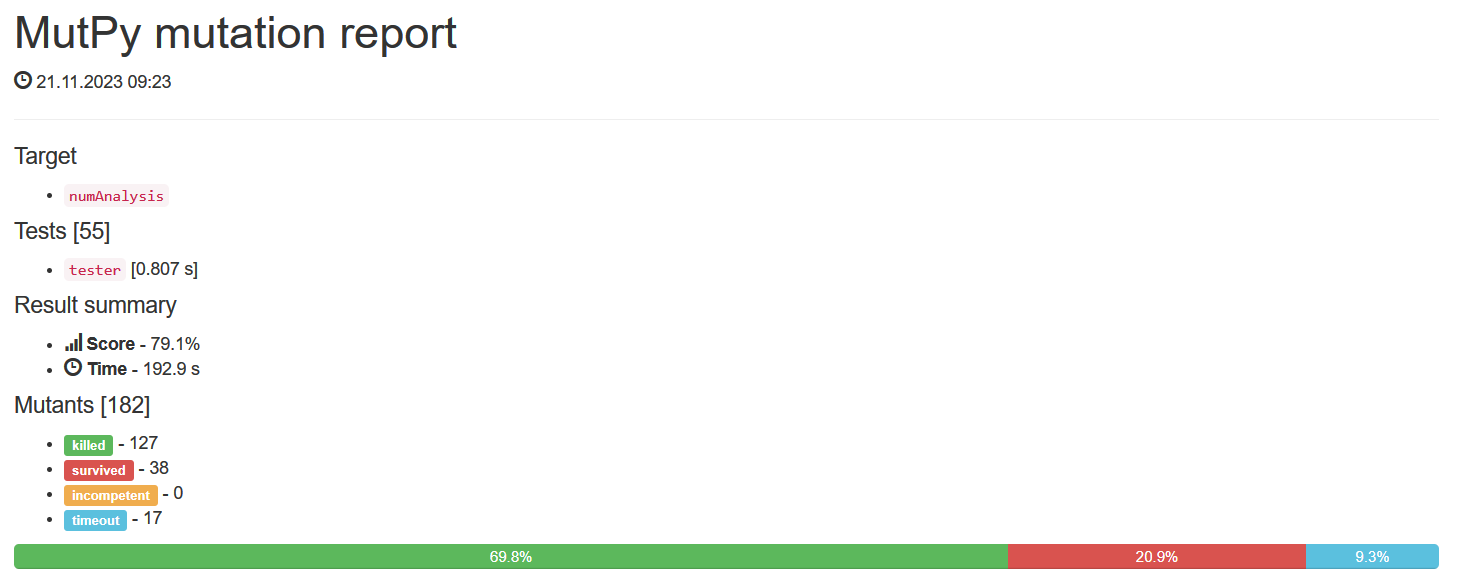 MutPy mutation report
21.11.2023 09:23
Target
numAnalysis
Tests [55]
tester [0.807 s]
Result summary
Score - 79.1%
Time - 192.9 s
Mutants [182]
killed - 127
survived - 38
incompetent - 0
timeout - 17
69.8% 20.9% 9.3%